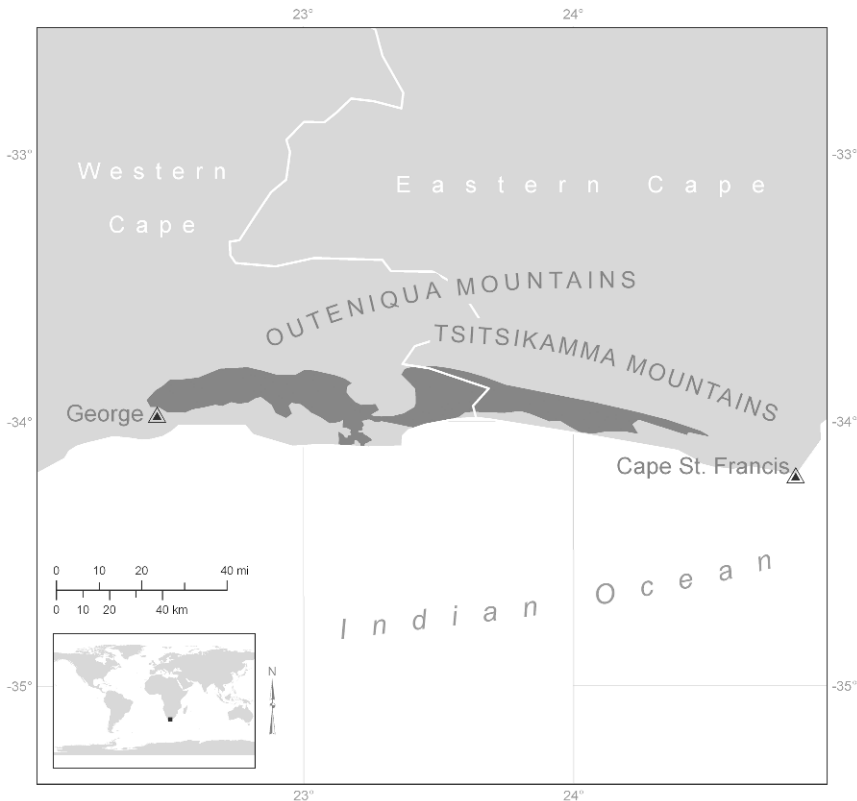 23° 24°
-33° -33°
Western
Cape
Eastern Cape
OUTENIQUA MOUNTAINS
TSITSIKAMMA MOUNTAINS
George
-34° -34°
Cape St. Francis
Indian Ocean
0 10 20 40 mi
0 10 20 40 km
N
-35° -35°
23° 24°